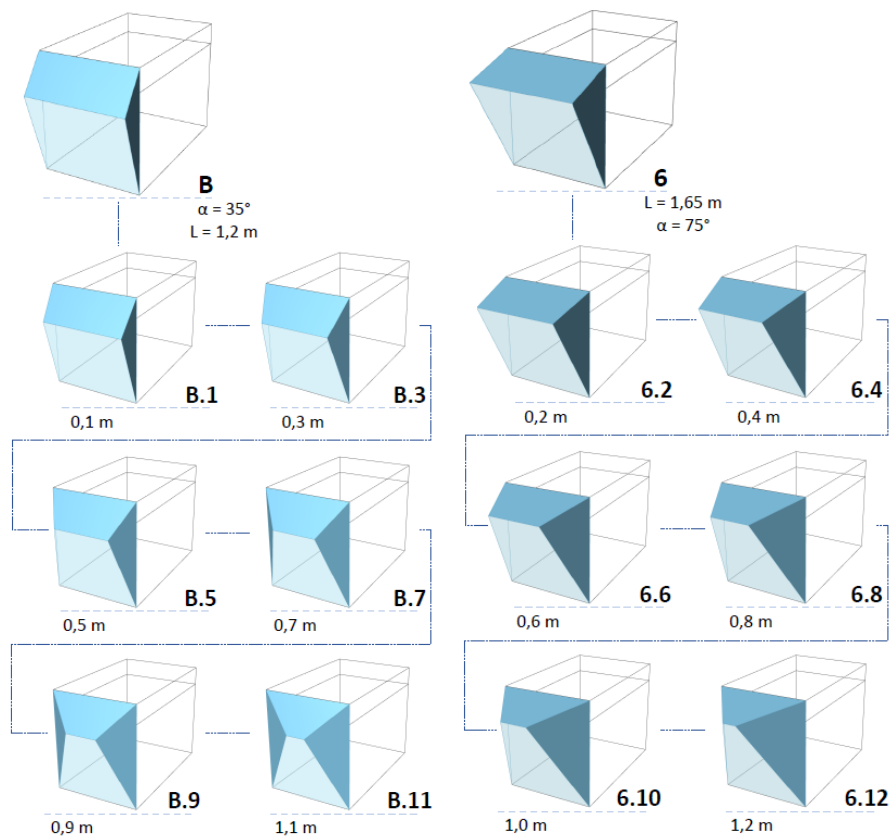 B
α = 35°
L = 1,2 m
6
L = 1,65 m
α = 75°
B.1
0,1 m
B.3
0,3 m
6.2
0,2 m
6.4
0,4 m
B.5
0,5 m
B.7
0,7 m
6.6
0,6 m
6.8
0,8 m
B.9
0,9 m
B.11
1,1 m
6.10
1,0 m
6.12
1,2 m